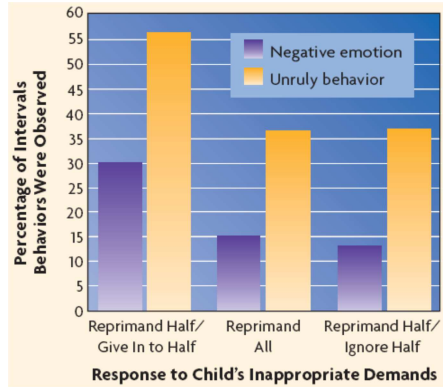 60
55
50
45
40
35
30
25
20
15
10
5
0
Percentage of Intervals
Behaviors Were Observed
Negative emotion
Unruly behavior
Reprimand Half/
Give In to Half
Reprimand
All
Reprimand Half/
Ignore Half
Response to Child's Inappropriate Demands